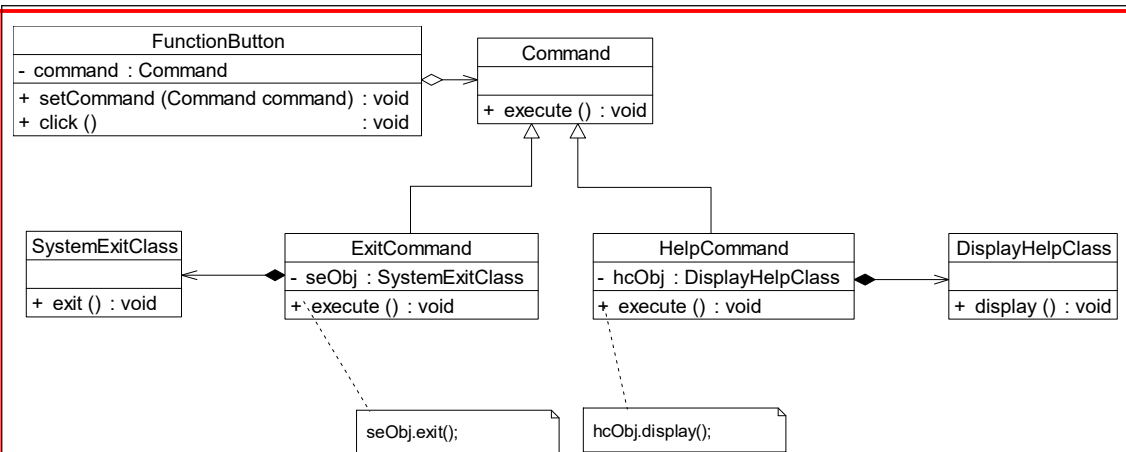 FunctionButton
- command : Command
+ setCommand (Command command) : void
+ click () : void
Command
+ execute () : void
SystemExitClass
+ exit () : void
ExitCommand
- seObj : SystemExitClass
+ execute () : void
HelpCommand
- hcObj : DisplayHelpClass
+ execute () : void
DisplayHelpClass
+ display () : void
seObj.exit();
hcObj.display();